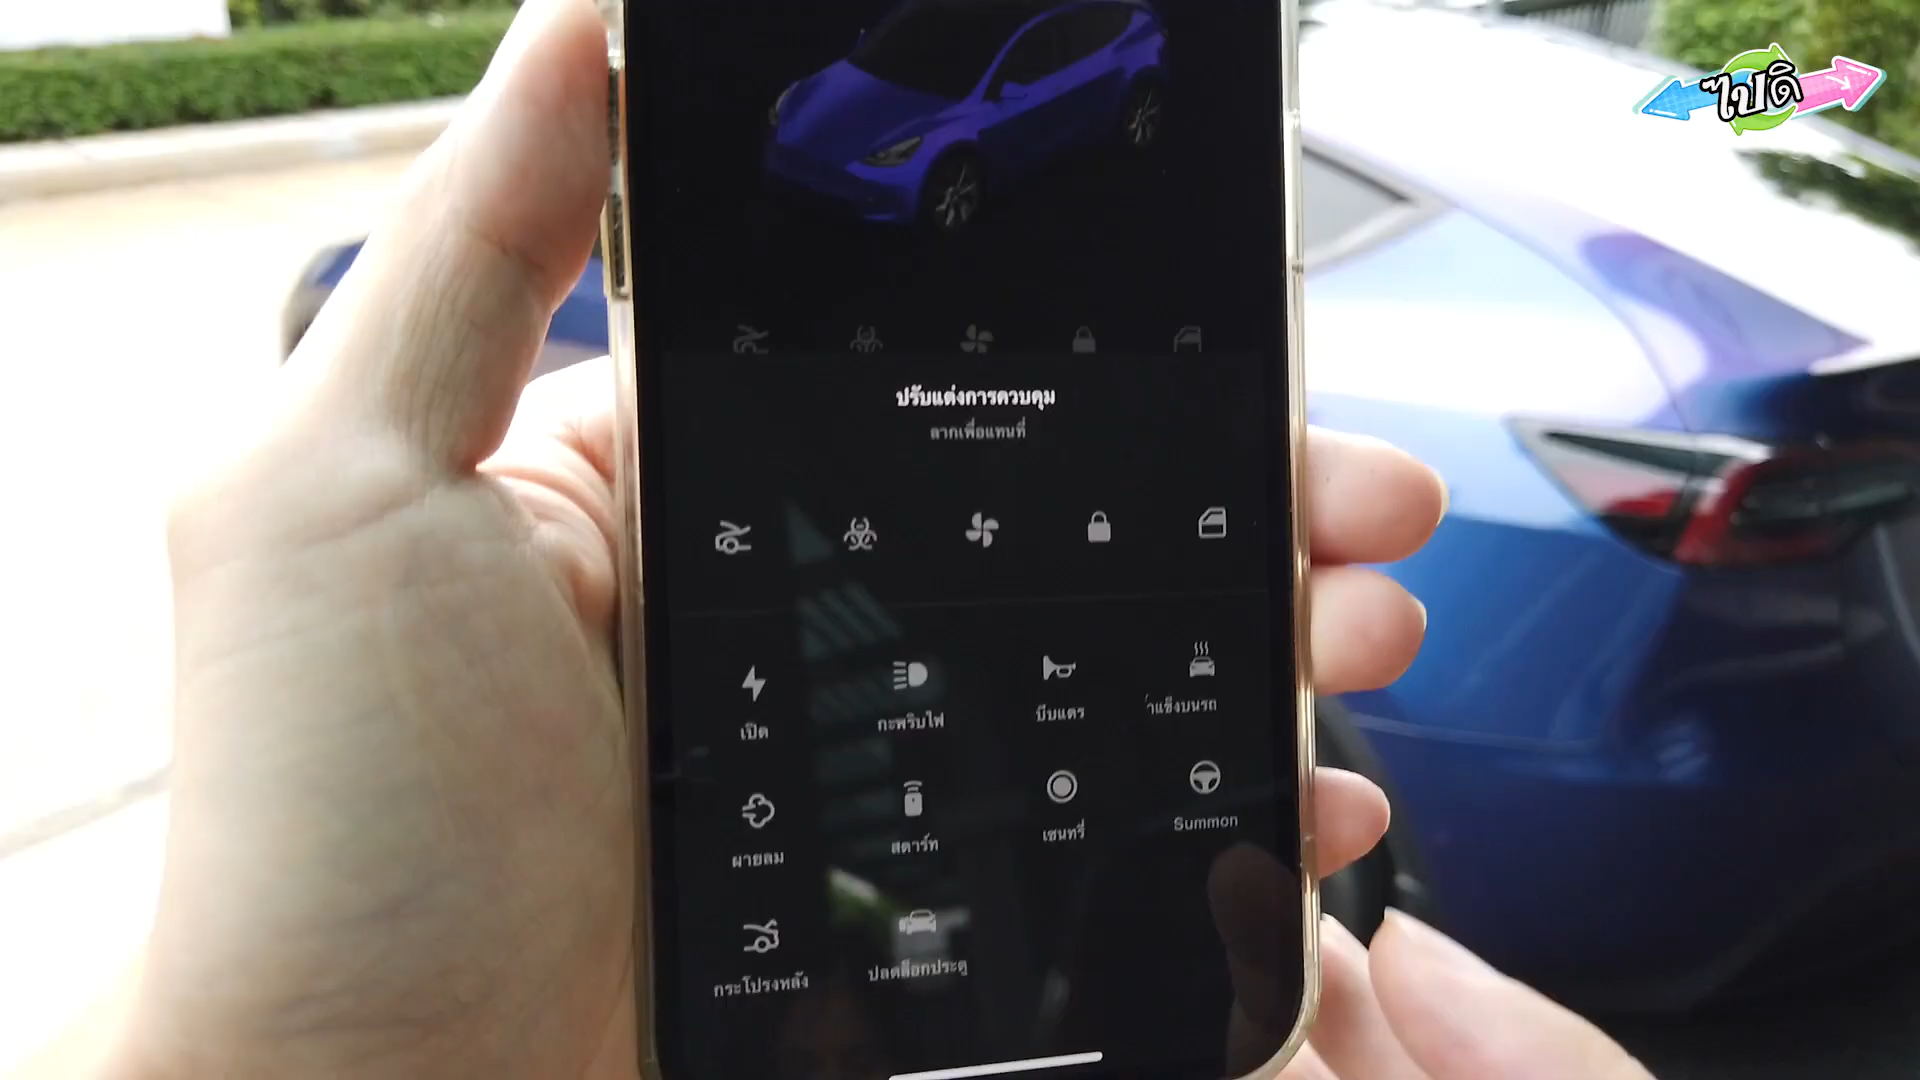 ไปดิ
ปรับแต่งการควบคุม
ลากเพื่อแทนที่
เปิด
กะพริบไฟ
บีบแตร
้ำแข็งบนรถ
ผายลม
สตาร์ท
เซนทรี่
Summon
กระโปรงหลัง
ปลดล็อกประตู